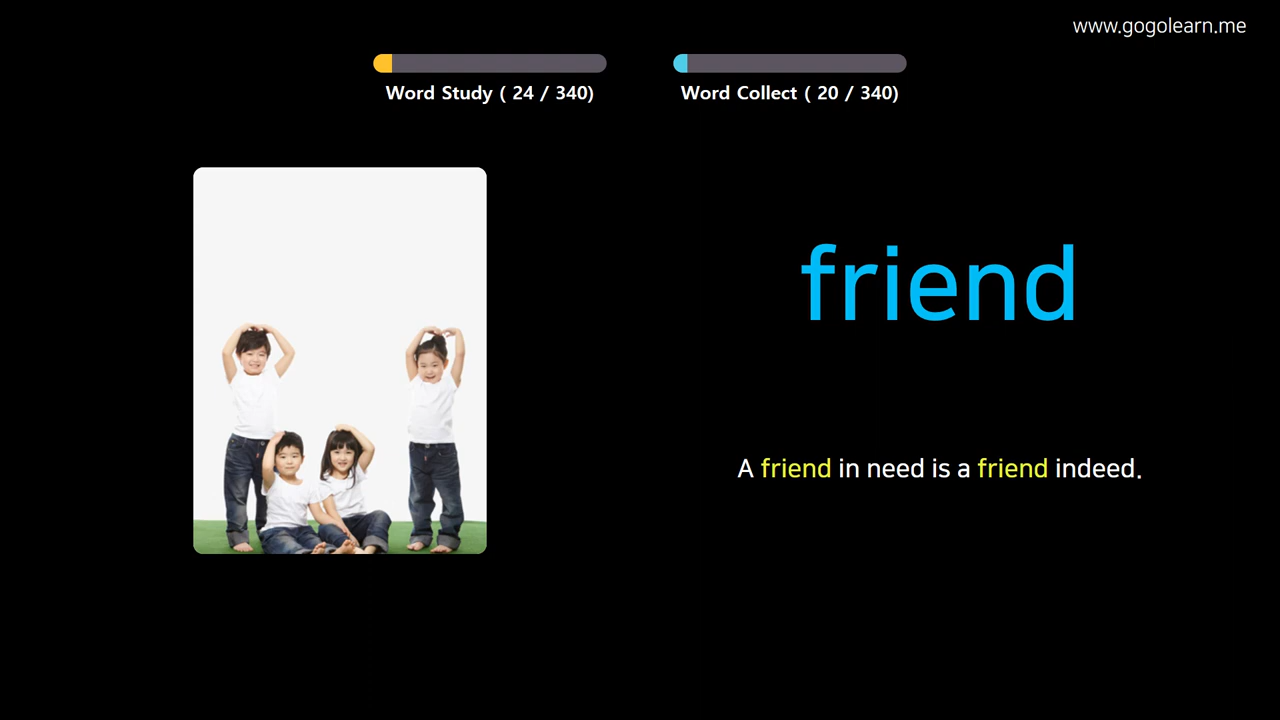 www.gogolearn.me
Word Study ( 24 / 340)
Word Collect ( 20 / 340)
friend
A friend in need is a friend indeed.